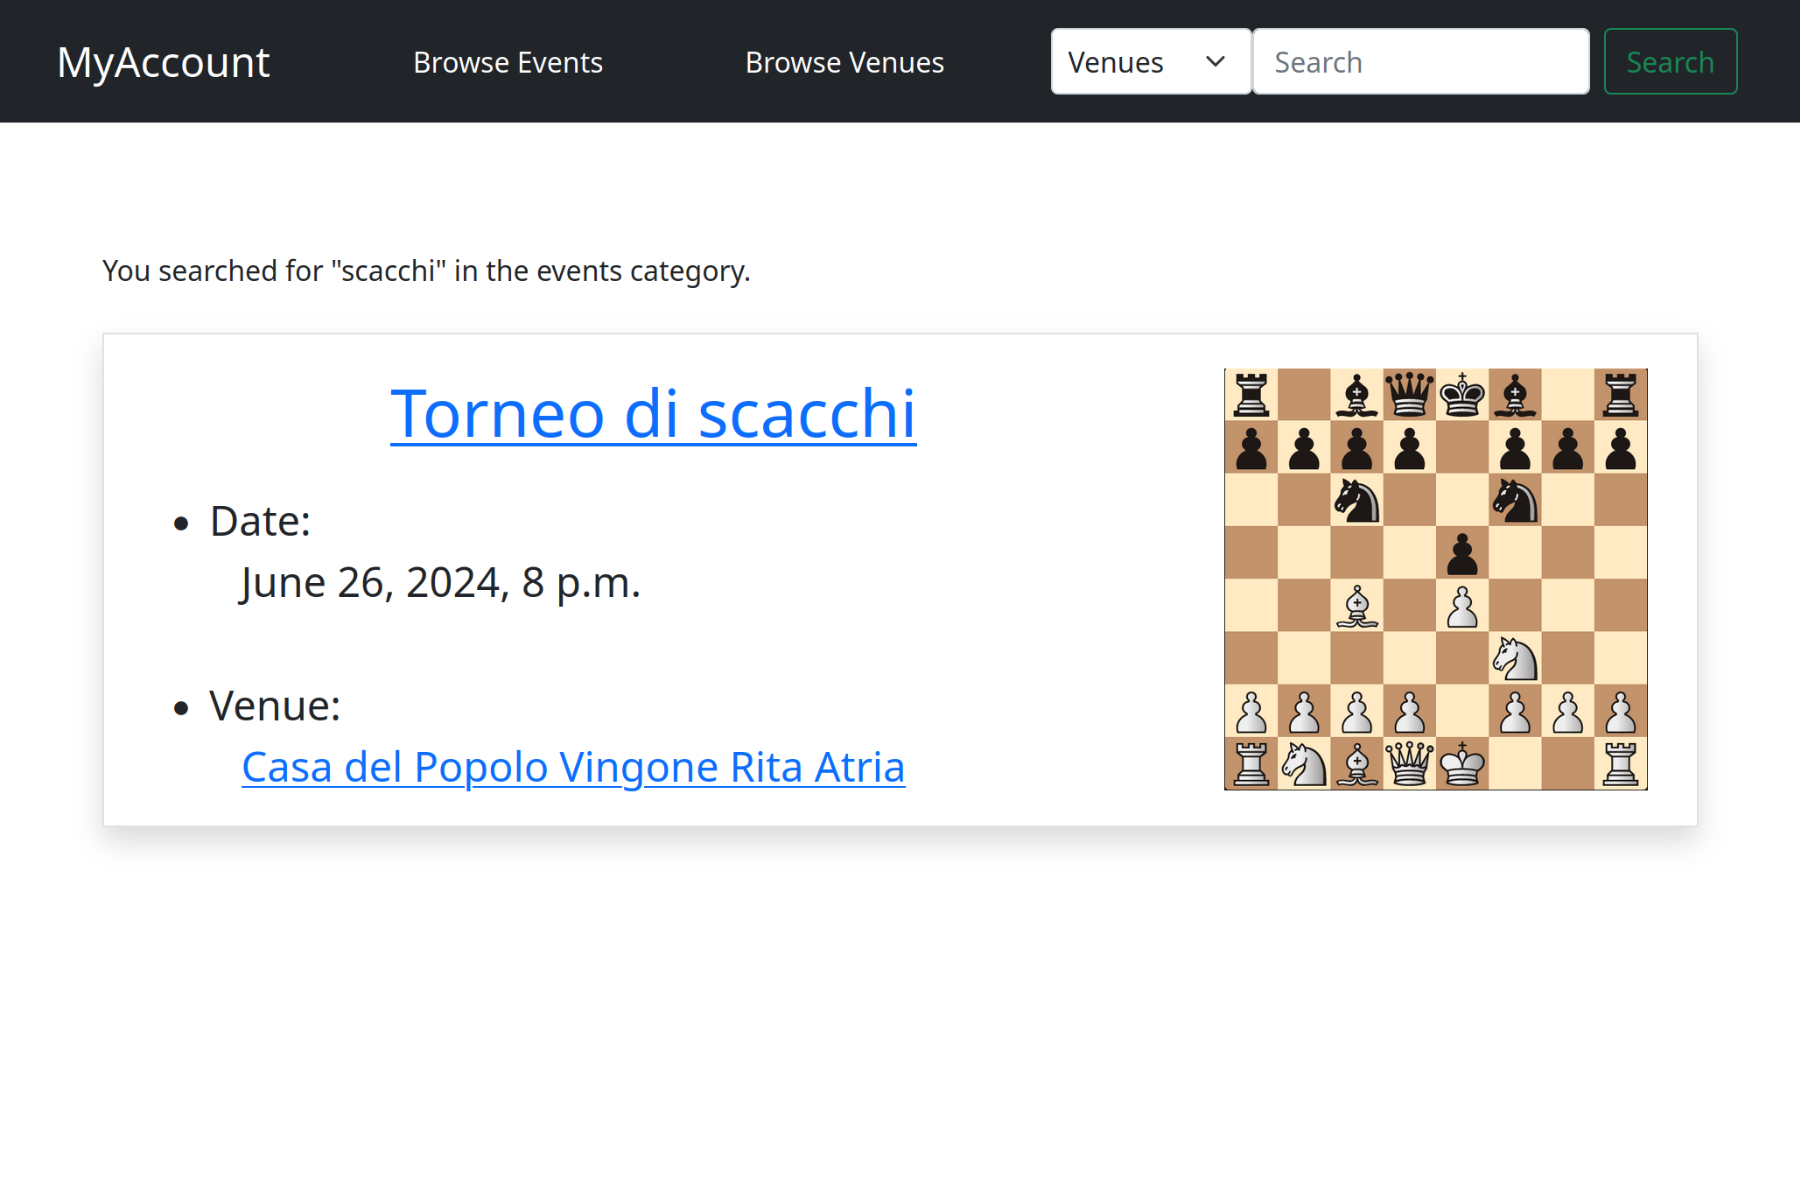 MyAccount Browse Events Browse Venues Venues Search Search
You searched for "scacchi" in the events category.
Torneo di scacchi
Date:
June 26, 2024, 8 p.m.
Venue:
Casa del Popolo Vingone Rita Atria